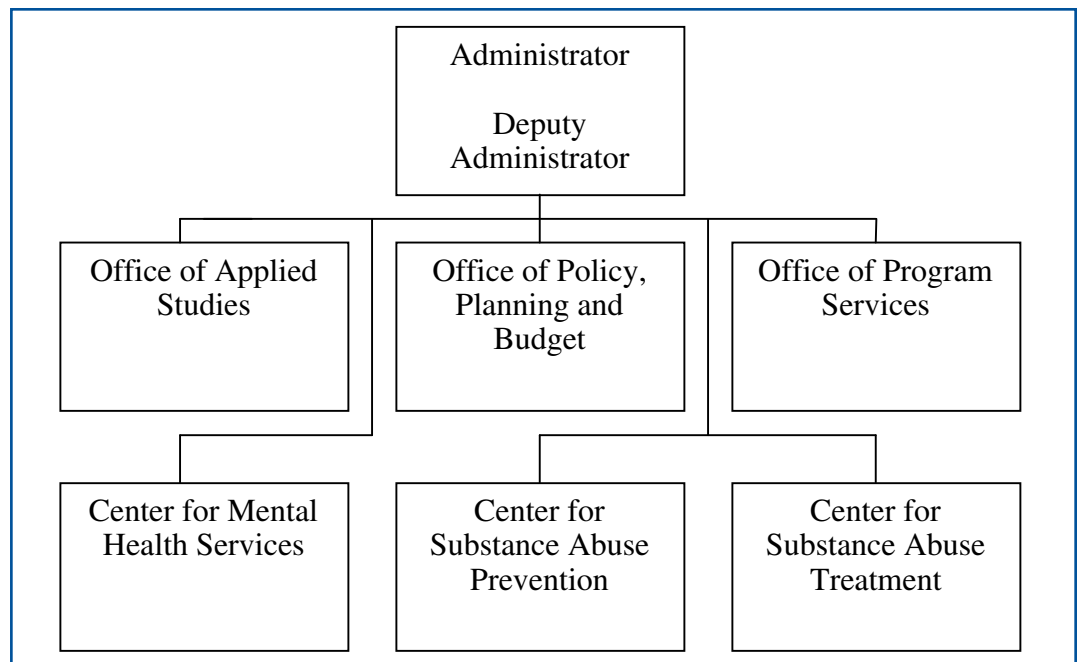 Administrator
Deputy
Administrator
Office of Applied
Studies
Office of Policy,
Planning and
Budget
Office of Program
Services
Center for Mental
Health Services
Center for
Substance Abuse
Prevention
Center for
Substance Abuse
Treatment